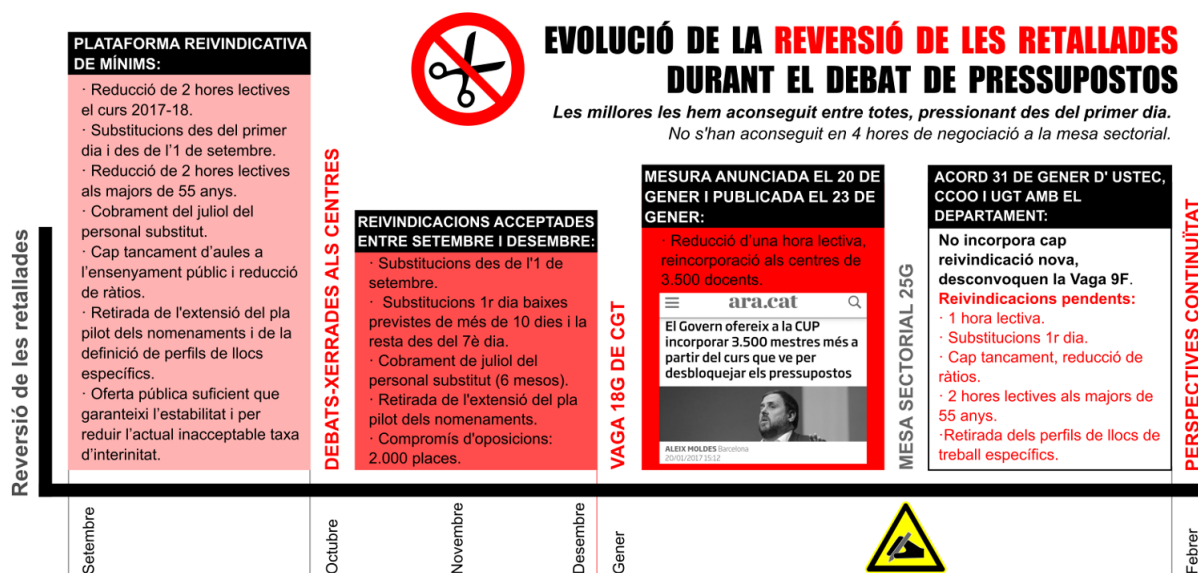 EVOLUCIÓ DE LA REVERSIÓ DE LES RETALLADES
DURANT EL DEBAT DE PRESSUPOSTOS
Les millores les hem aconseguit entre totes, pressionant des del primer dia.
No s'han aconseguit en 4 hores de negociació a la mesa sectorial.
Reversió de les retallades
PLATAFORMA REIVINDICATIVA
DE MÍNIMS:
· Reducció de 2 hores lectives
el curs 2017-18.
· Substitucions des del primer
dia i des de l’1 de setembre.
· Reducció de 2 hores lectives
als majors de 55 anys.
· Cobrament del juliol del
personal substitut.
· Cap tancament d’aules a
l’ensenyament públic i reducció
de ràtios.
· Retirada de l'extensió del pla
pilot dels nomenaments i de la
definició de perfils de llocs
específics.
· Oferta pública suficient que
garanteixi l’estabilitat i per
reduir l’actual inacceptable taxa
d’interinitat.
DEBATS-XERRADES ALS CENTRES
REIVINDICACIONS ACCEPTADES
ENTRE SETEMBRE I DESEMBRE:
· Substitucions des de l'1 de
setembre.
· Substitucions 1r dia baixes
previstes de més de 10 dies i la
resta des del 7è dia.
· Cobrament de juliol del
personal substitut (6 mesos).
· Retirada de l'extensió del pla
pilot dels nomenaments.
· Compromís d'oposicions:
2.000 places.
VAGA 18G DE CGT
MESURA ANUNCIADA EL 20 DE
GENER I PUBLICADA EL 23 DE
GENER:
· Reducció d’una hora lectiva,
reincorporació als centres de
3.500 docents.
ara.cat
El Govern ofereix a la CUP
incorporar 3.500 mestres més a
partir del curs que ve per
desbloquejar els pressupostos
ALEIX MOLDES Barcelona
20/01/2017 15:12
MESA SECTORIAL 25G
ACORD 31 DE GENER D' USTEC,
CCOO I UGT AMB EL
DEPARTAMENT:
No incorpora cap
reivindicació nova,
desconvoquen la Vaga 9F.
Reivindicacions pendents:
· 1 hora lectiva.
· Substituts 1r dia.
· Cap tancament, reducció de
ràtios.
· 2 hores lectives als majors de
55 anys.
·Retirada dels perfils de llocs de
treball específics.
PERSPECTIVES CONTINUÏTAT
Setembre
Octubre
Novembre
Desembre
Gener
Febrer